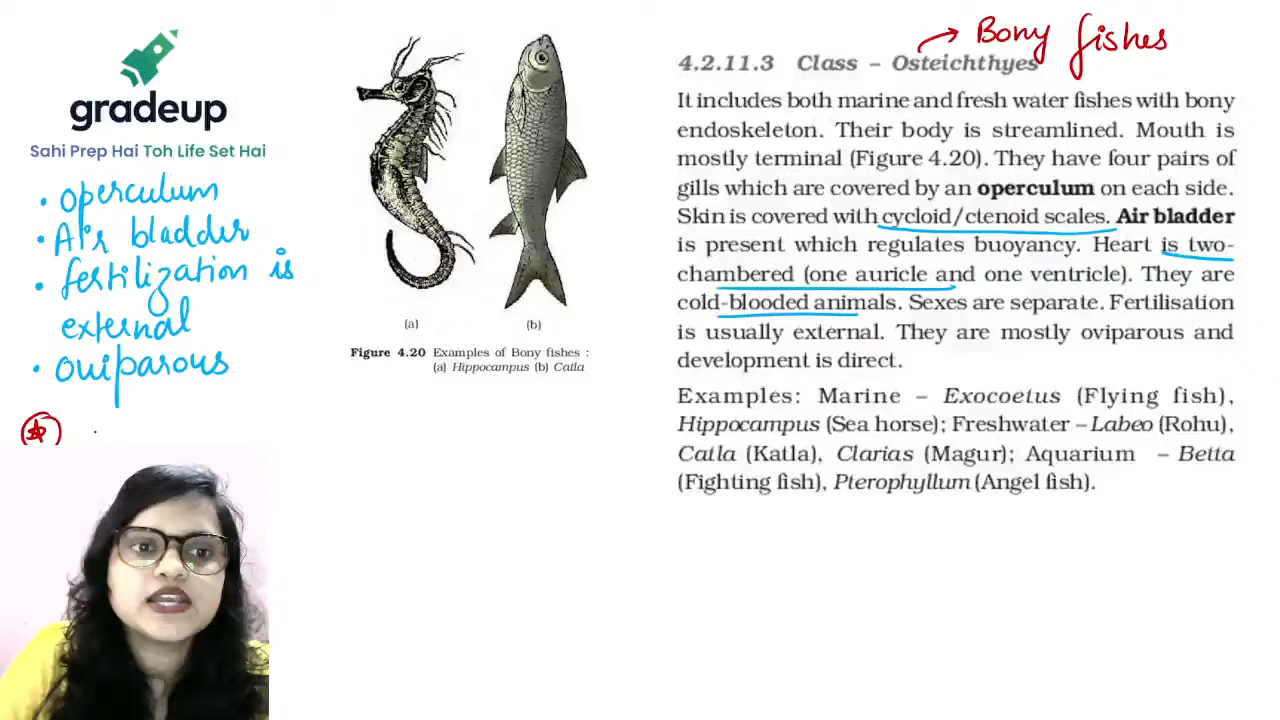 gradeup
Sahi Prep Hai Toh Life Set Hai
• operculum
• Air bladder
• fertilization is
external
• oviparous
(a)
(b)
Figure 4.20 Examples of Bony fishes :
(a) Hippocampus (b) Catla
→ Bony fishes
4.2.11.3 Class – Osteichthyes
It includes both marine and fresh water fishes with bony
endoskeleton. Their body is streamlined. Mouth is
mostly terminal (Figure 4.20). They have four pairs of
gills which are covered by an operculum on each side.
Skin is covered with cycloid/ctenoid scales. Air bladder
is present which regulates buoyancy. Heart is two-
chambered (one auricle and one ventricle). They are
cold-blooded animals. Sexes are separate. Fertilisation
is usually external. They are mostly oviparous and
development is direct.
Examples: Marine – Exocoetus (Flying fish),
Hippocampus (Sea horse); Freshwater – Labeo (Rohu),
Catla (Katla), Clarias (Magur); Aquarium – Betta
(Fighting fish), Pterophyllum (Angel fish).